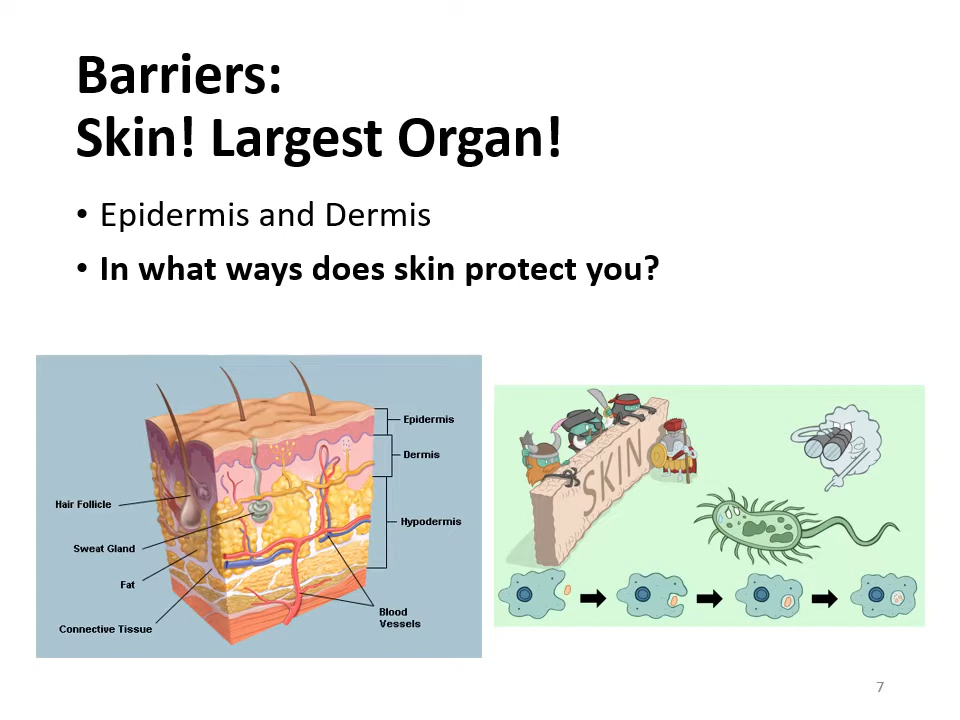 Barriers:
Skin! Largest Organ!
• Epidermis and Dermis
• In what ways does skin protect you?
Epidermis
Dermis
Hair Follicle
Hypodermis
Sweat Gland
Fat
Blood
Vessels
Connective Tissue
SKIN
7